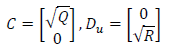 C = [√Q; 0], D_u = [0; √R]